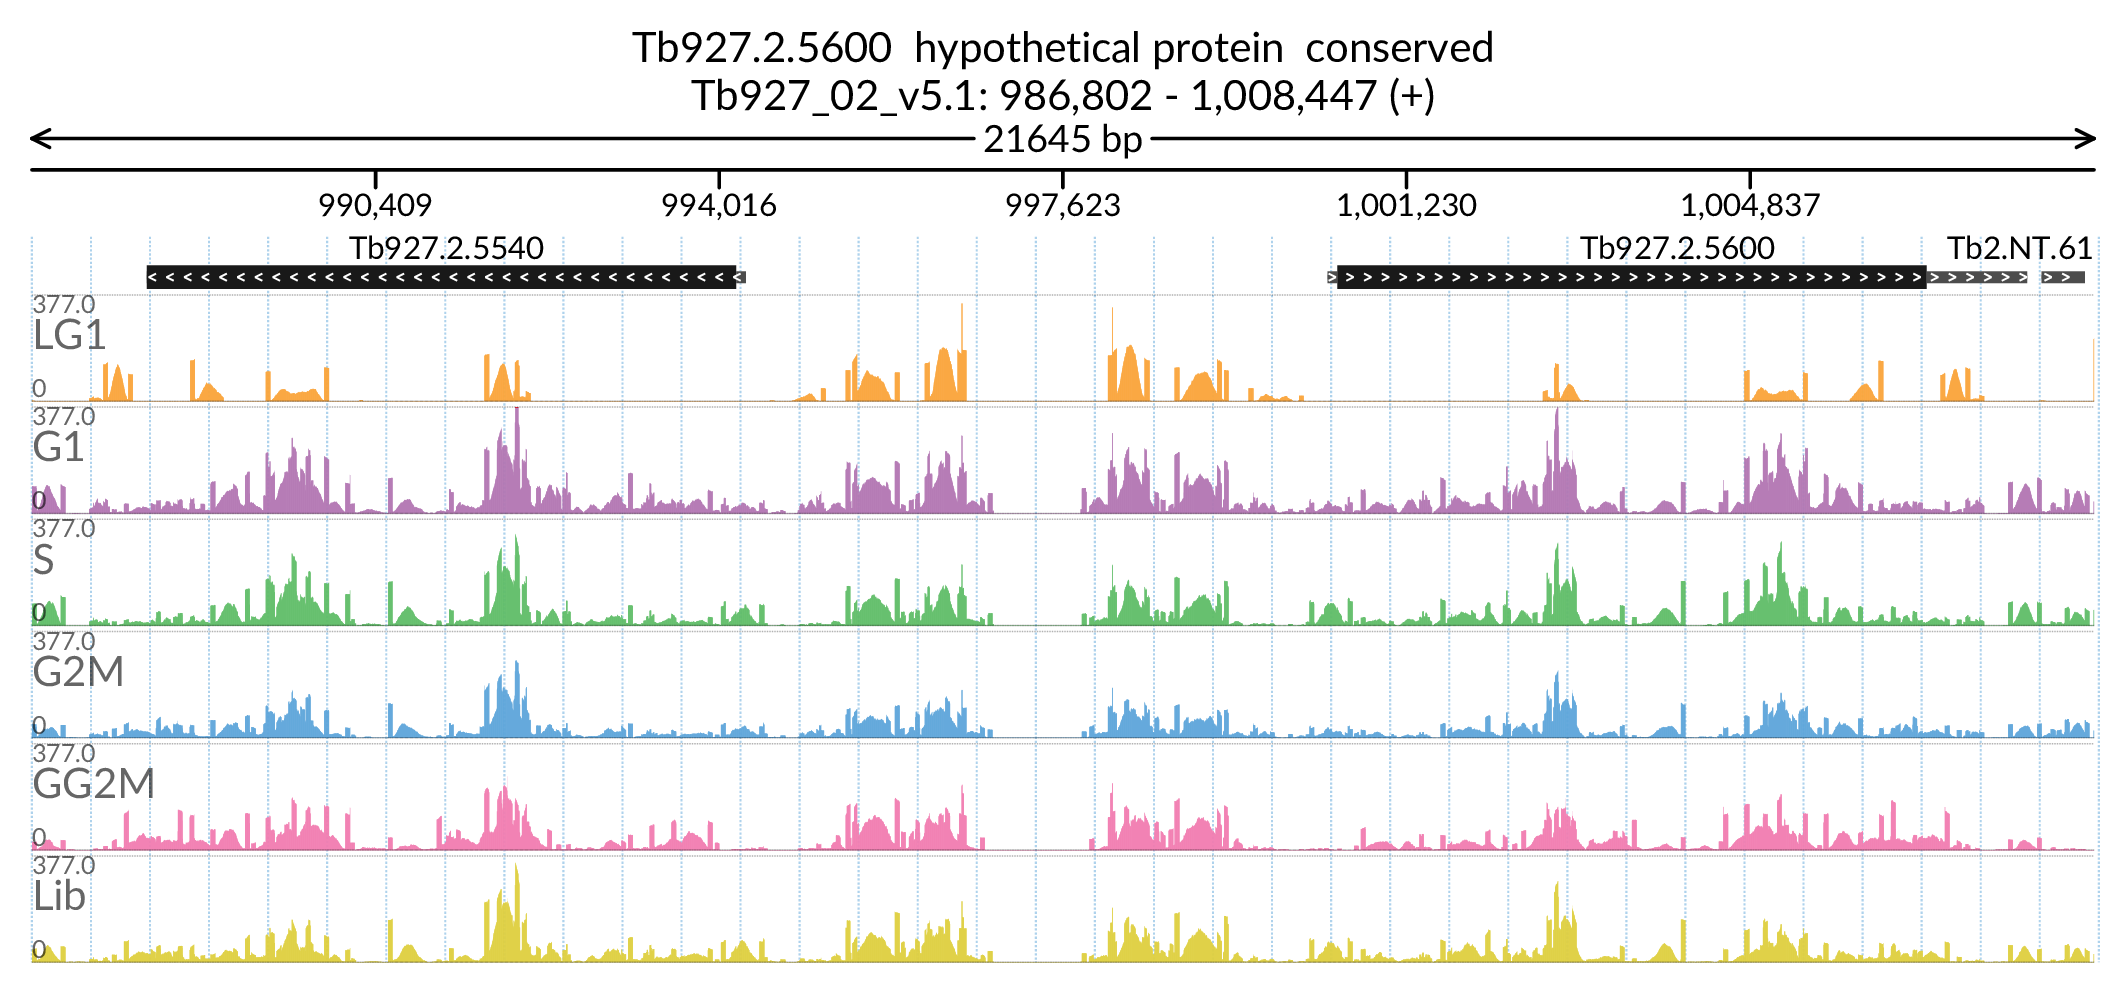 Tb927.2.5600 hypothetical protein conserved
Tb927_02_v5.1: 986,802 - 1,008,447 (+)
21645 bp
990,409 994,016 997,623 1,001,230 1,004,837
Tb927.2.5540 Tb927.2.5600 Tb2.NT.61
377.0
LG1
0
377.0
G1
0
377.0
S
0
377.0
G2M
0
377.0
GG2M
0
377.0
Lib
0